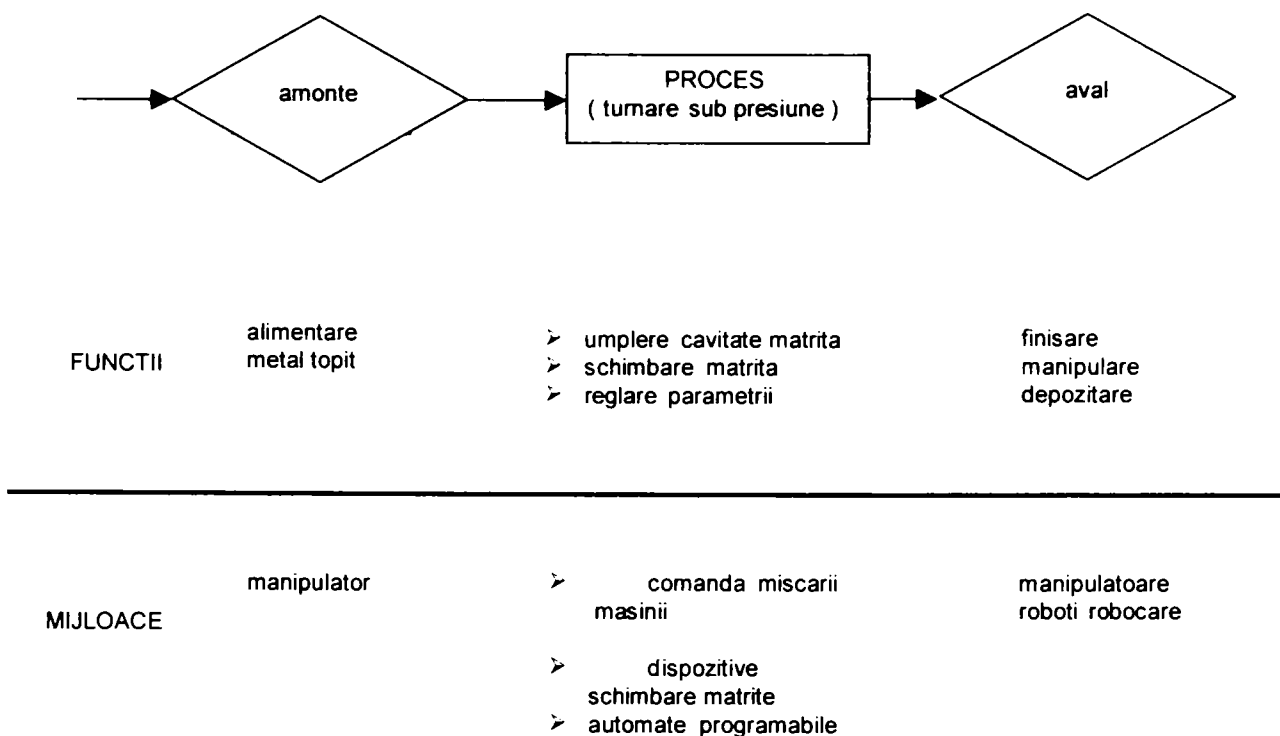 amonte
PROCES
( turnare sub presiune )
aval
FUNCTII
alimentare
metal topit
➢ umplere cavitate matrita
➢ schimbare matrita
➢ reglare parametrii
finisare
manipulare
depozitare
MIJLOACE
manipulator
➢ comanda miscarii
masinii
➢ dispozitive
schimbare matrite
➢ automate programabile
manipulatoare
roboti robocare